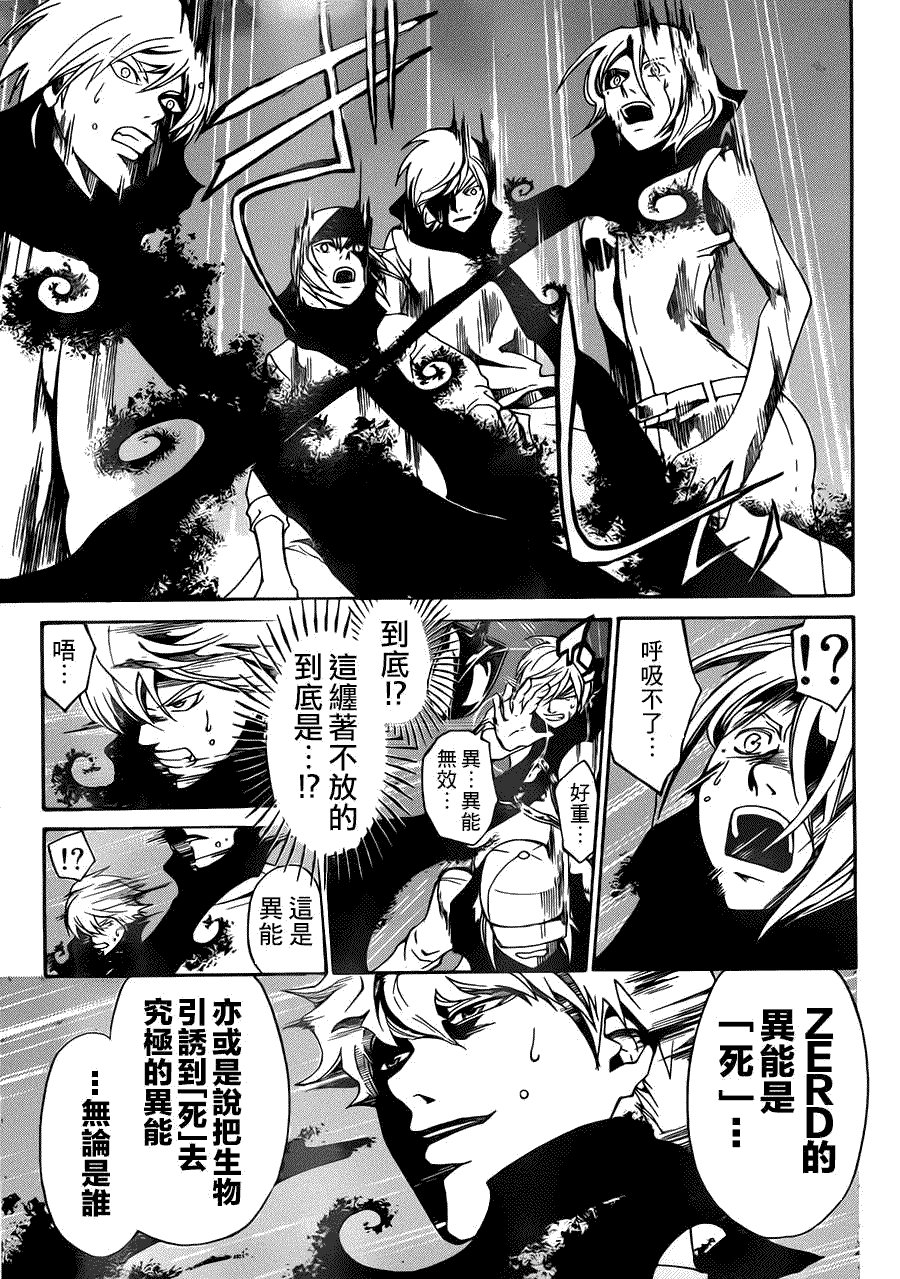 !?
呼吸不了…
好重…
異…異能
無效…
到底!?
這纏著不放的
到底是…!?
唔…
這是
異能
!?
ZERO的
異能是
「死」…
亦或是說把生物
引誘到「死」去
究極的異能
…無論是誰